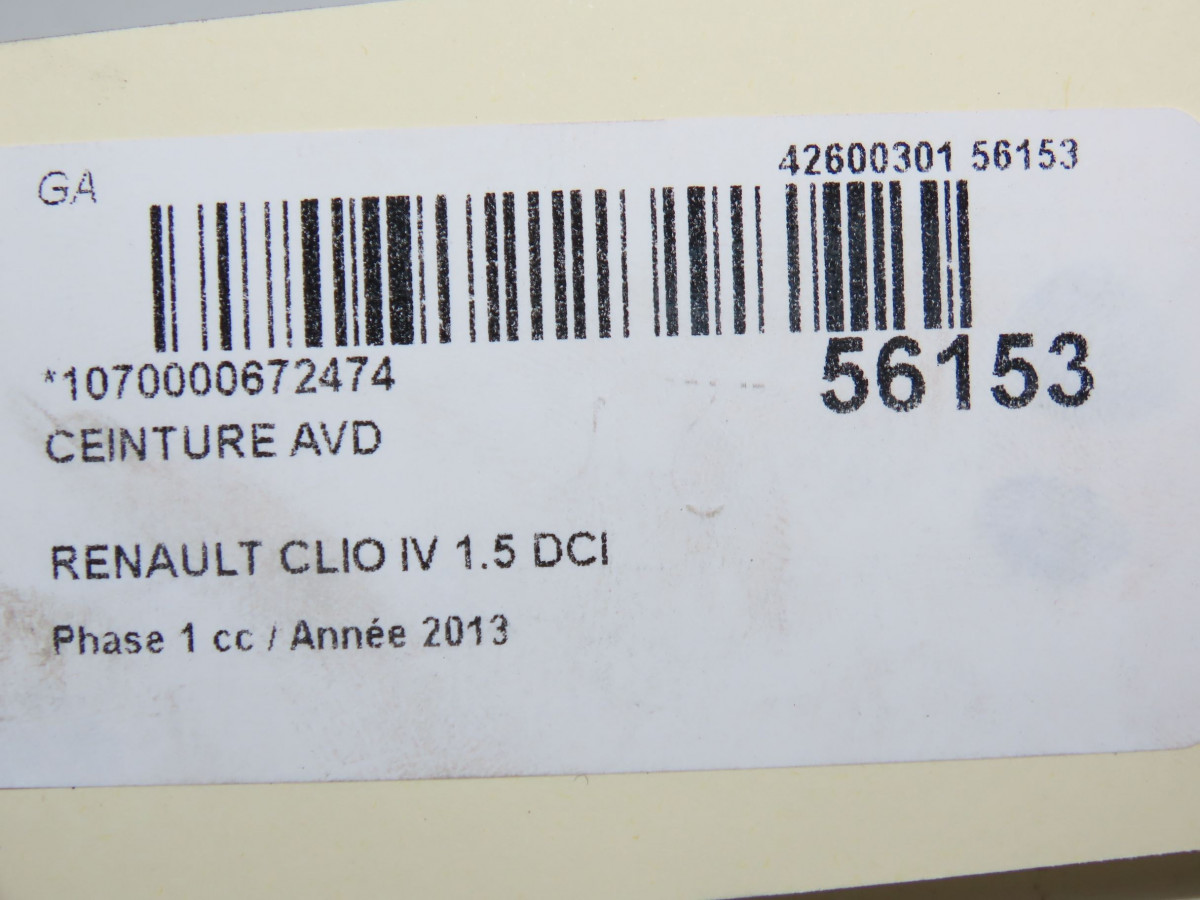 GA
42600301 56153
56153
*1070000672474
CEINTURE AVD
RENAULT CLIO IV 1.5 DCI
Phase 1 cc / Année 2013